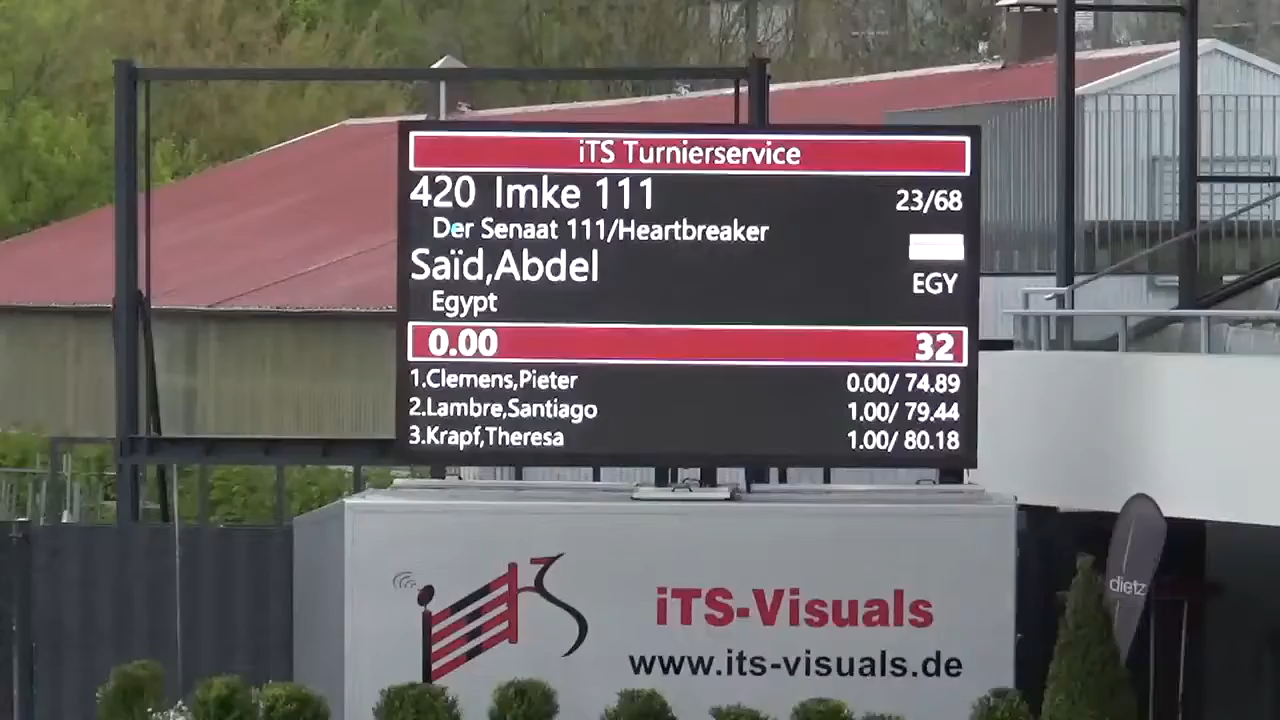 iTS Turnierservice
420 Imke 111 23/68
Der Senaat 111/Heartbreaker
Saïd,Abdel
EGY
Egypt
0.00 32
1.Clemens,Pieter 0.00/ 74.89
2.Lambre,Santiago 1.00/ 79.44
3.Krapf,Theresa 1.00/ 80.18
iTS-Visuals
www.its-visuals.de
dietz